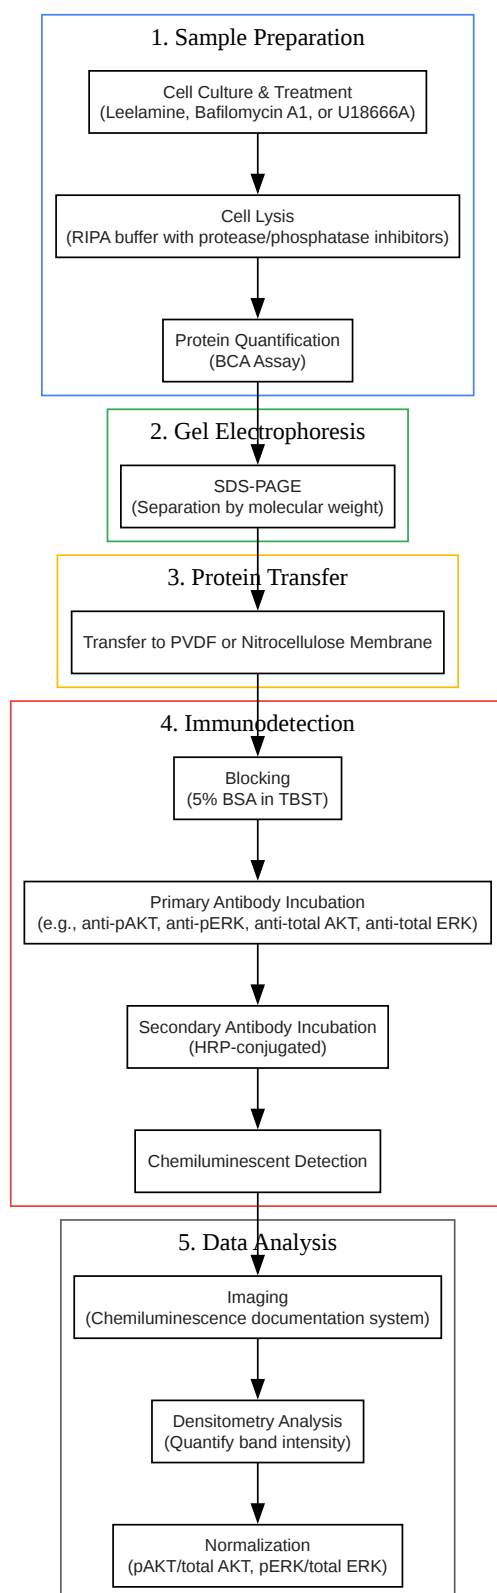 1. Sample Preparation
Cell Culture & Treatment
(Leelamine, Bafilomycin A1, or U18666A)
Cell Lysis
(RIPA buffer with protease/phosphatase inhibitors)
Protein Quantification
(BCA Assay)
2. Gel Electrophoresis
SDS-PAGE
(Separation by molecular weight)
3. Protein Transfer
Transfer to PVDF or Nitrocellulose Membrane
4. Immunodetection
Blocking
(5% BSA in TBST)
Primary Antibody Incubation
(e.g., anti-pAKT, anti-pERK, anti-total AKT, anti-total ERK)
Secondary Antibody Incubation
(HRP-conjugated)
Chemiluminescent Detection
5. Data Analysis
Imaging
(Chemiluminescence documentation system)
Densitometry Analysis
(Quantify band intensity)
Normalization
(pAKT/total AKT, pERK/total ERK)